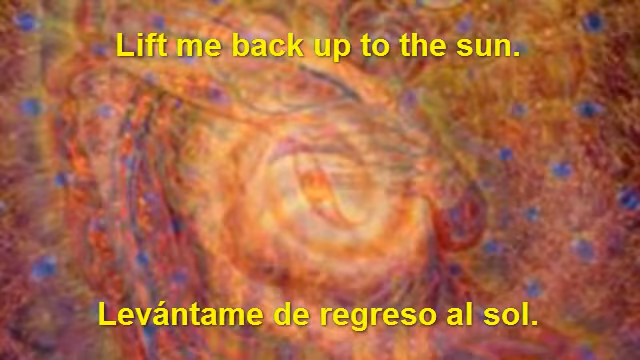 Lift me back up to the sun.
Levántame de regreso al sol.